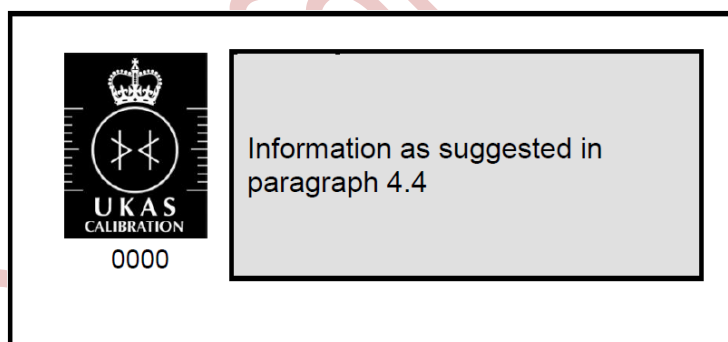 UKAS
CALIBRATION
0000
Information as suggested in
paragraph 4.4